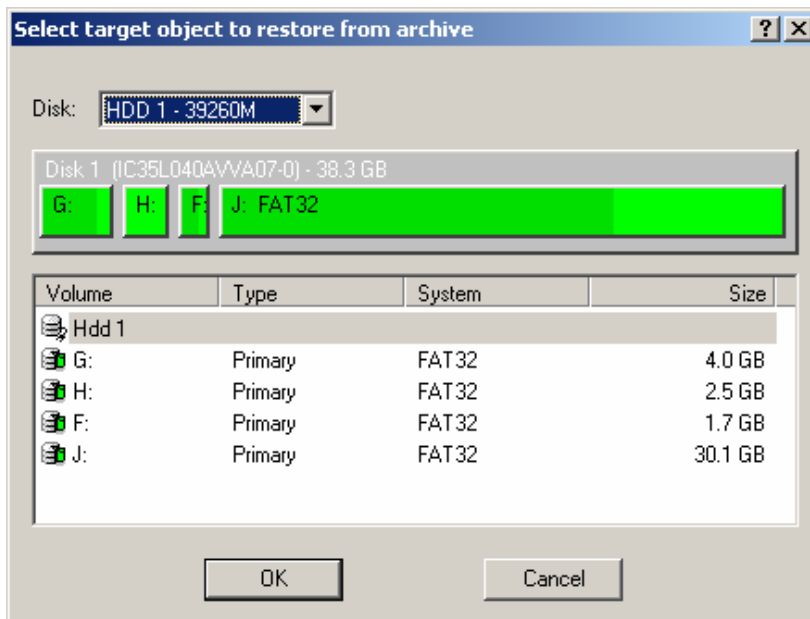 Select target object to restore from archive
Disk: HDD 1 - 39260M
Disk 1 (IC35L040AVVA07-0) - 38.3 GB
G: H: F: J: FAT32
Volume Type System Size
Hdd 1
G: Primary FAT32 4.0 GB
H: Primary FAT32 2.5 GB
F: Primary FAT32 1.7 GB
J: Primary FAT32 30.1 GB
OK Cancel